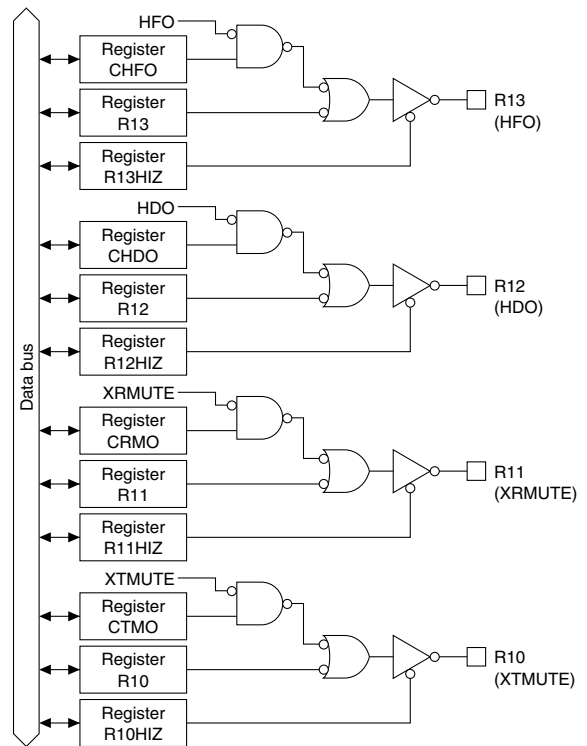 HFO
Register
CHFO
Register
R13
R13
(HFO)
Register
R13HIZ
HDO
Register
CHDO
Register
R12
R12
(HDO)
Register
R12HIZ
Data bus
XRMUTE
Register
CRMO
Register
R11
R11
(XRMUTE)
Register
R11HIZ
XTMUTE
Register
CTMO
Register
R10
R10
(XTMUTE)
Register
R10HIZ